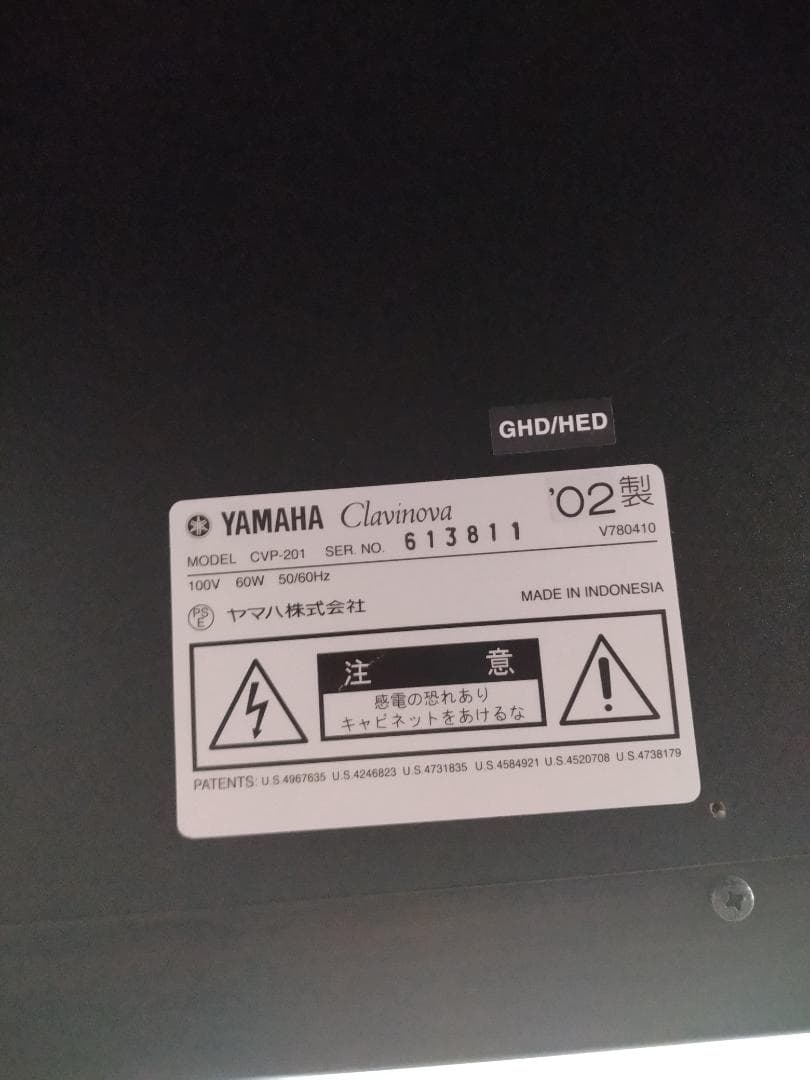 GHD/HED
YAMAHA Clavinova '02製
MODEL CVP-201 SER. NO. 613811 V780410
100V 60W 50/60Hz
PSE ヤマハ株式会社 MADE IN INDONESIA
注 意
感電の恐れあり
キャビネットをあけるな
PATENTS: U.S.4967635 U.S.4246823 U.S.4731835 U.S.4584921 U.S.4520708 U.S.4738179